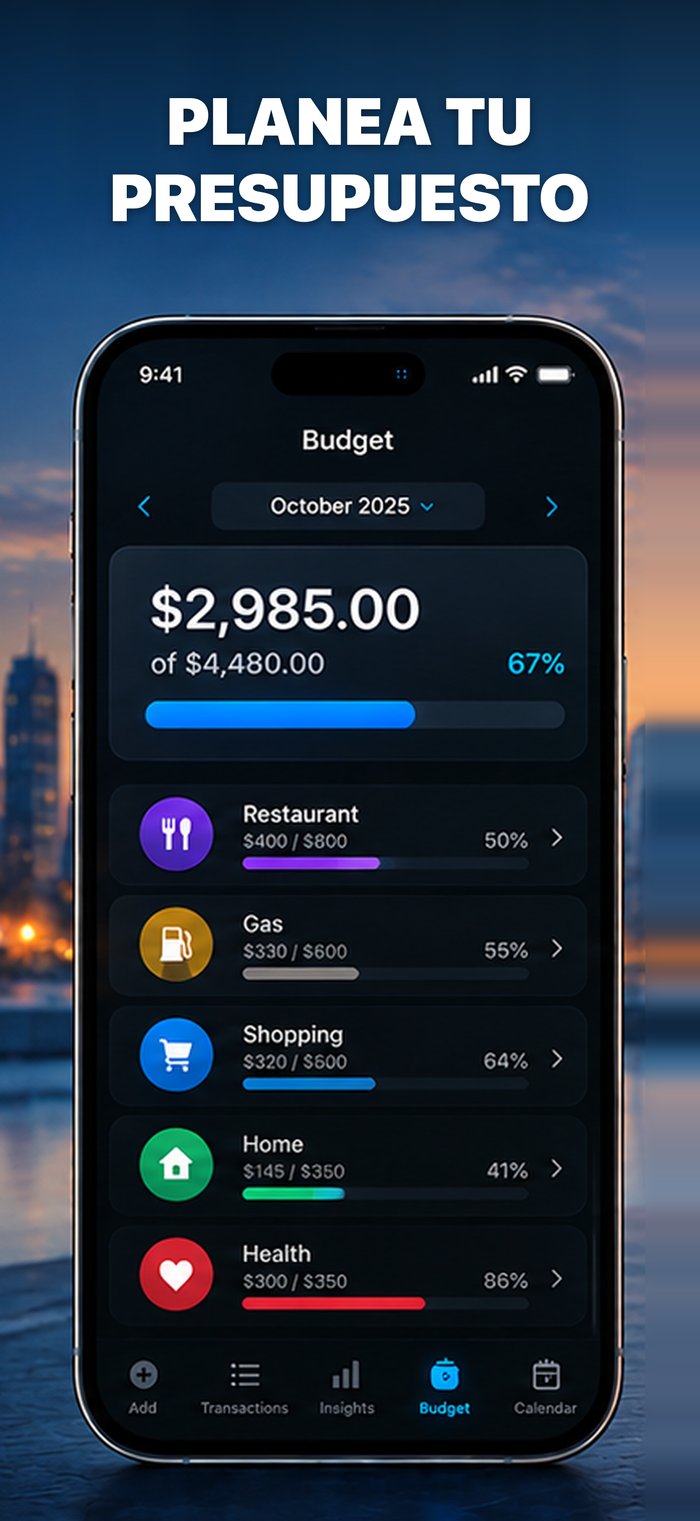 PLANEA TU
PRESUPUESTO
9:41
Budget
October 2025
$2,985.00
of $4,480.00
67%
Restaurant
$400 / $800
50%
Gas
$330 / $600
55%
Shopping
$320 / $600
64%
Home
$145 / $350
41%
Health
$300 / $350
86%
Add
Transactions
Insights
Budget
Calendar